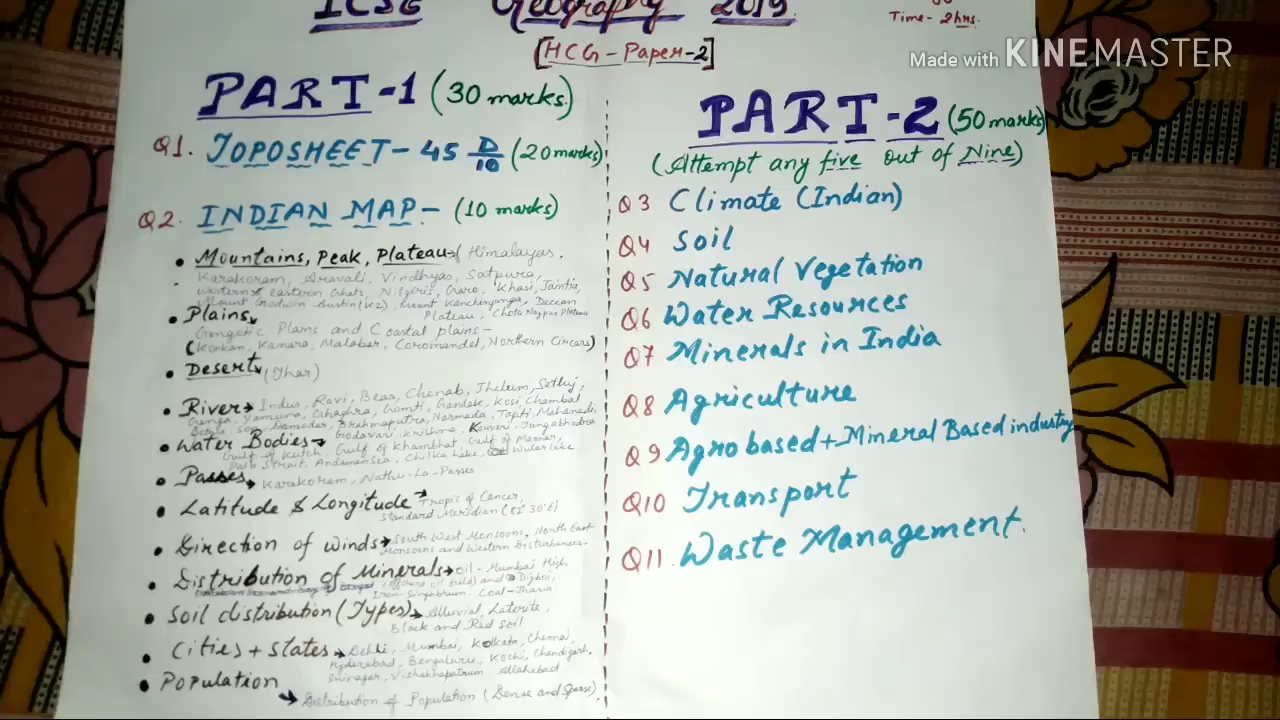 ICSE Geography 2019
Time- 2hrs.
[HCG-Paper-2]
Made with KINEMASTER
PART-1 (30 marks)
Q1. TOPOSHEET- 45 D/10 (20 marks)
Q2. INDIAN MAP- (10 marks)
• Mountains, Peak, Plateau→(Himalayas,
Karakoram, Aravali, Vindhyas, Satpura,
Western & eastern Ghats, Nilgiris, Garo, Khasi, Jaintia,
Mount Godwin Austin (K2), Mount Kanchenjunga, Deccan
Plateau, Chota Nagpur Plateau
• Plains
Gangetic Plains and Coastal plains-
(Konkan, Kanara, Malabar, Coromandel, Northern Circars)
• Desert (Thar)
• River→ Indus, Ravi, Beas, Chenab, Jhelum, Satluj,
Ganga, Yamuna, Ghaghra, Gomti, Gandak, Kosi, Chambal
Betwa, Son, Damodar, Brahmaputra, Narmada, Tapti, Mahanadi,
Godavari, Krishna, Kaveri, Tungabhadra
• Water Bodies→
Gulf of Kutch, Gulf of Khambhat, Gulf of Mannar,
Palk Strait, Andaman Sea, Chilka Lake, Wular lake.
• Passes→ Karakoram, Nathu-La-Passes
• Latitude & Longitude→ Tropic of Cancer,
Standard Meridian (82°30'E)
• Direction of winds→ South West Monsoons, North East
Monsoons and Western Disturbances-
• Distribution of Minerals→ oil- Mumbai High
(offshore oil field) and Digboi,
Iron-Singhbhum, Coal-Jharia.
• Soil distribution (Types)→ Alluvial, Laterite,
Black and Red Soil
• Cities + states→ Delhi, Mumbai, Kolkata, Chennai,
Hyderabad, Bengaluru, Kochi, Chandigarh,
Srinagar, Vishakhapatnam, Allahabad
• Population
→ Distribution of Population (Dense and Sparse)
PART-2 (50 marks)
(Attempt any five out of Nine)
Q3 Climate (Indian)
Q4 Soil
Q5 Natural Vegetation
Q6 Water Resources
Q7 Minerals in India
Q8 Agriculture
Q9 Agro based + Mineral Based industry
Q10 Transport
Q11. Waste Management.